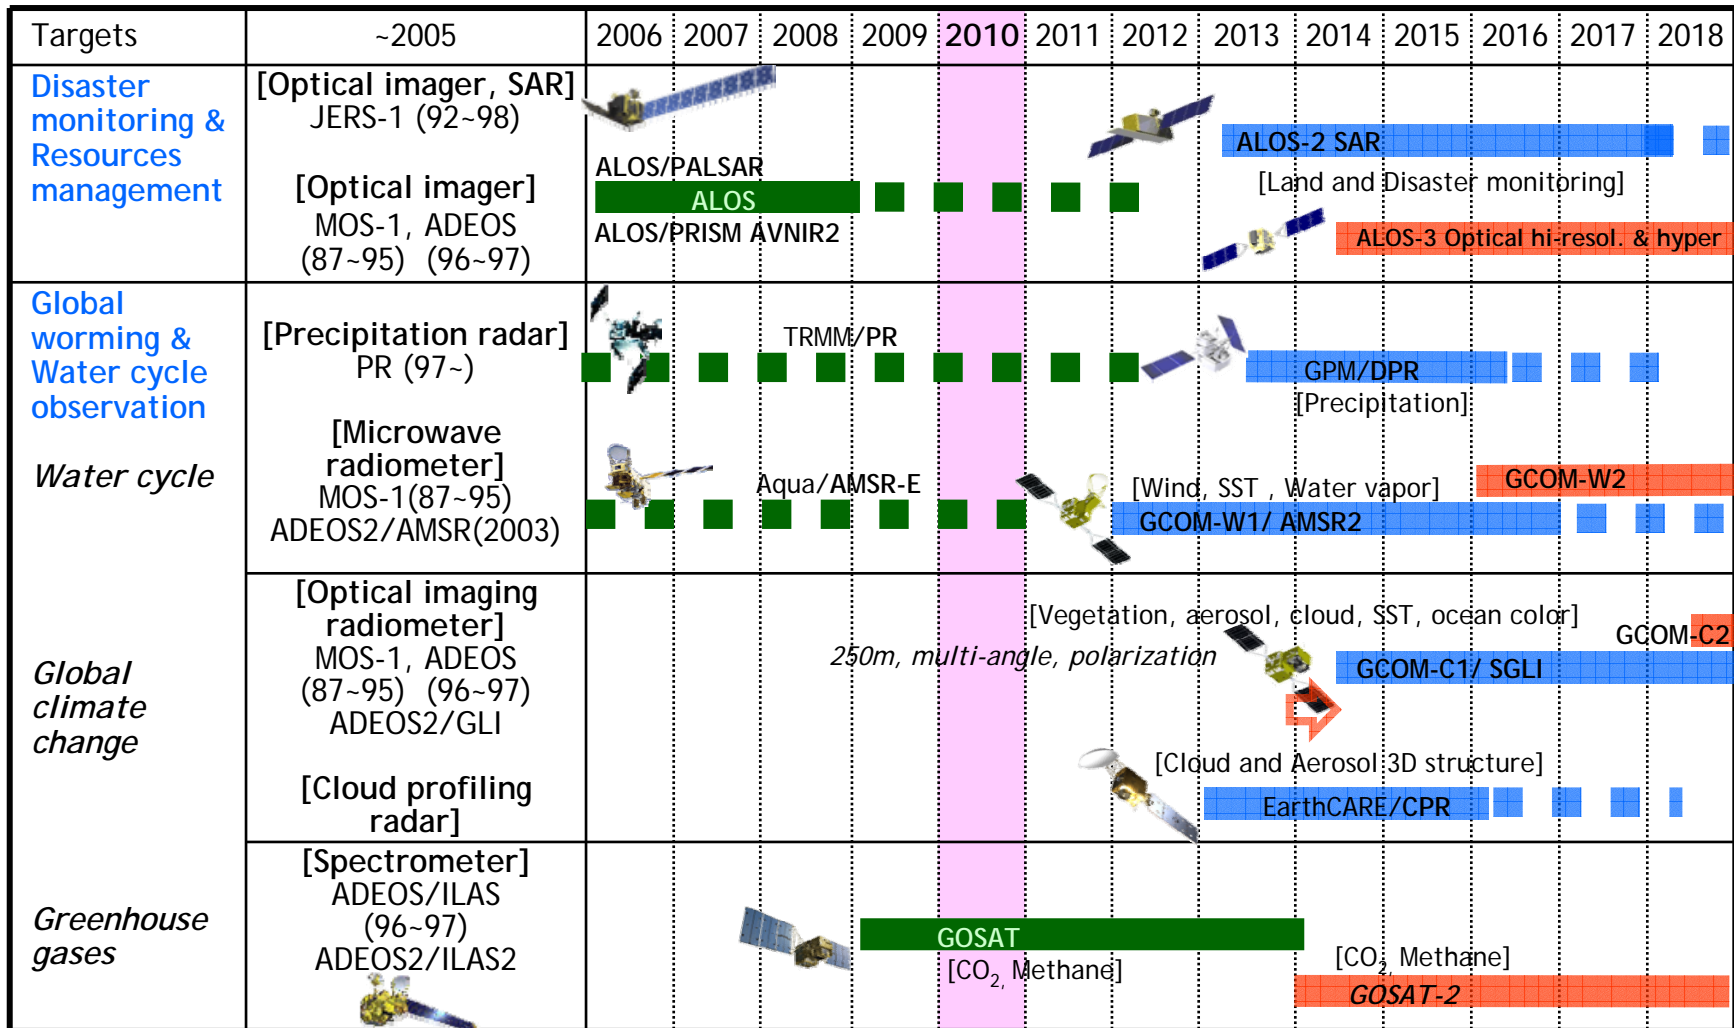 Targets ~2005 2006 2007 2008 2009 2010 2011 2012 2013 2014 2015 2016 2017 2018
Disaster
monitoring &
Resources
management
[Optical imager, SAR]
JERS-1 (92~98)
[Optical imager]
MOS-1, ADEOS
(87~95) (96~97)
ALOS/PALSAR
ALOS
ALOS/PRISM AVNIR2
ALOS-2 SAR
[Land and Disaster monitoring]
ALOS-3 Optical hi-resol. & hyper
Global
worming &
Water cycle
observation
Water cycle
[Precipitation radar]
PR (97~)
[Microwave
radiometer]
MOS-1(87~95)
ADEOS2/AMSR(2003)
TRMM/PR
GPM/DPR
[Precipitation]
Aqua/AMSR-E
[Wind, SST , Water vapor]
GCOM-W1/ AMSR2
GCOM-W2
Global
climate
change
[Optical imaging
radiometer]
MOS-1, ADEOS
(87~95) (96~97)
ADEOS2/GLI
[Cloud profiling
radar]
[Vegetation, aerosol, cloud, SST, ocean color]
250m, multi-angle, polarization
GCOM-C2
GCOM-C1/ SGLI
[Cloud and Aerosol 3D structure]
EarthCARE/CPR
Greenhouse
gases
[Spectrometer]
ADEOS/ILAS
(96~97)
ADEOS2/ILAS2
GOSAT
[CO2, Methane]
[CO2, Methane]
GOSAT-2